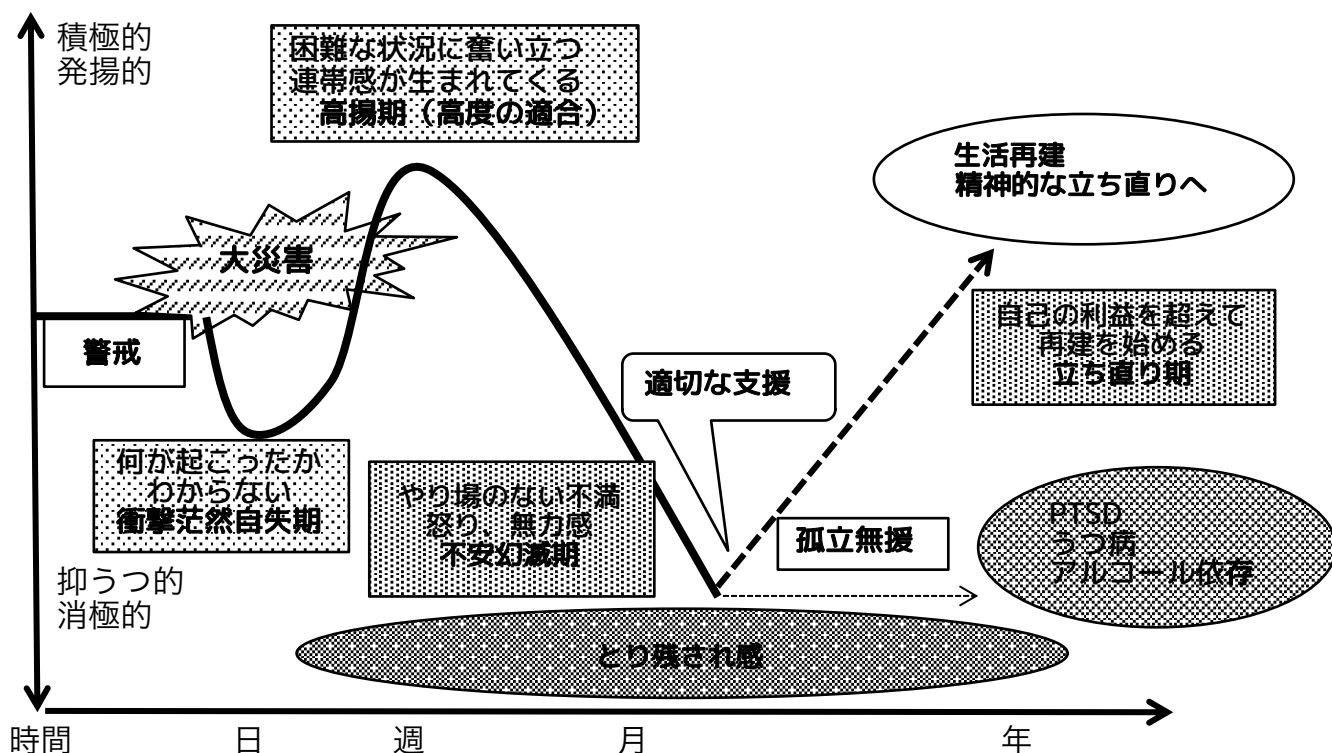 積極的
発揚的
困難な状況に奮い立つ
連帯感が生まれてくる
高揚期（高度の適合）
生活再建
精神的な立ち直りへ
大災害
警戒
自己の利益を超えて
再建を始める
立ち直り期
適切な支援
何が起こったか
わからない
衝撃茫然自失期
やり場のない不満
怒り、無力感
不安幻滅期
孤立無援
PTSD
うつ病
アルコール依存
抑うつ的
消極的
とり残され感
時間
日
週
月
年